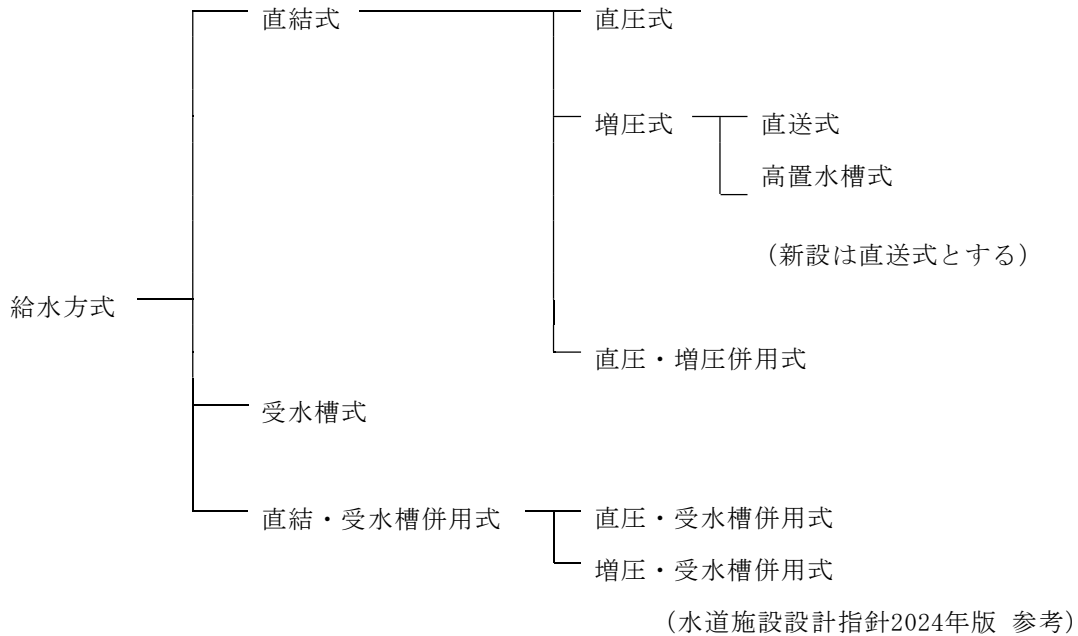 直結式
直圧式
増圧式
直送式
高置水槽式
(新設は直送式とする)
給水方式
直圧・増圧併用式
受水槽式
直結・受水槽併用式
直圧・受水槽併用式
増圧・受水槽併用式
(水道施設設計指針2024年版 参考)